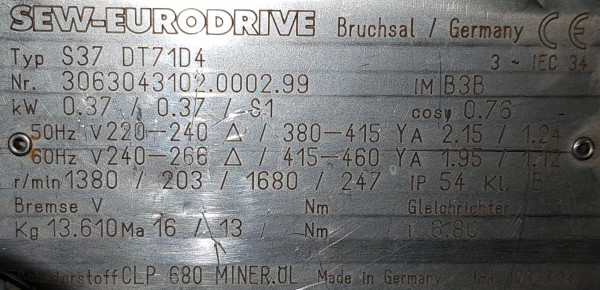 SEW-EURODRIVE Bruchsal / Germany CE
Typ S37 DT71D4 3 ~ IEC 34
Nr. 3063043102.0002.99 IM B3B
kW 0.37 / 0.37 / S1 cosφ 0.76
50Hz V220-240 Δ / 380-415 Y A 2.15 / 1.24
60Hz V240-266 Δ / 415-460 Y A 1.95 / 1.12
r/min 1380 / 203 / 1680 / 247 IP 54 Kl. E
Bremse V Nm Gleichrichter
Kg 13.610 Ma 16 / 13 Nm i 6.80
CLP 680 MINER.ÖL Made in Germany